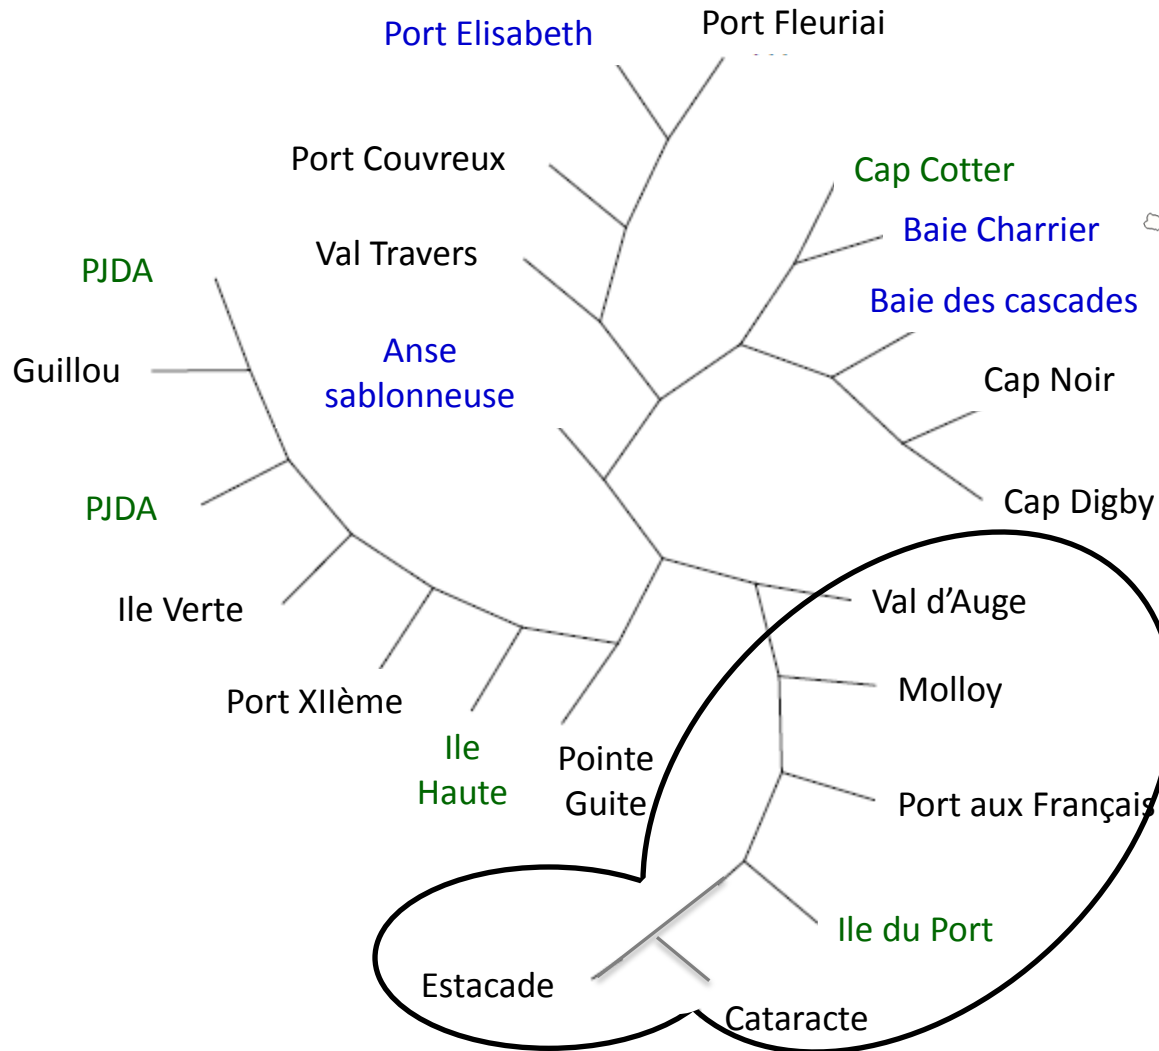 Port Elisabeth
Port Fleuriai
Port Couvreux
Cap Cotter
Baie Charrier
Val Travers
PJDA
Baie des cascades
Anse
sablonneuse
Guillou
Cap Noir
PJDA
Cap Digby
Ile Verte
Val d’Auge
Port XIIème
Molloy
Ile
Haute
Pointe
Guite
Port aux Français
Ile du Port
Estacade
Cataracte